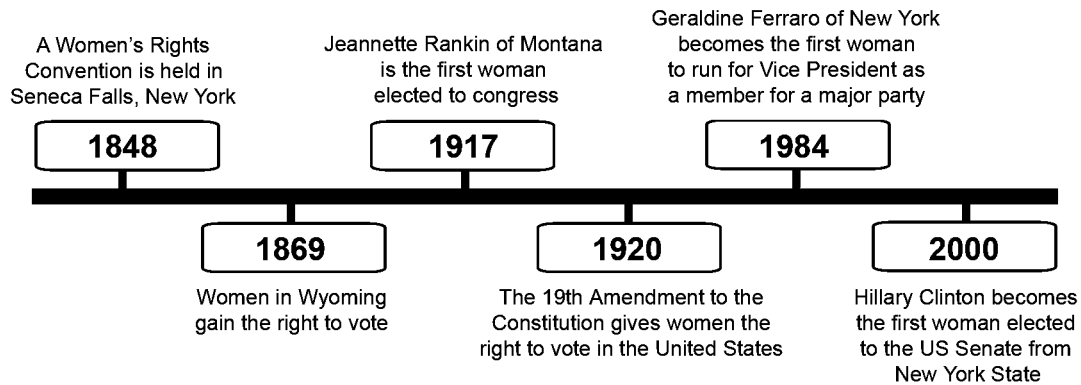 A Women's Rights
Convention is held in
Seneca Falls, New York
1848
Women in Wyoming
gain the right to vote
1869
Jeannette Rankin of Montana
is the first woman
elected to congress
1917
The 19th Amendment to the
Constitution gives women the
right to vote in the United States
1920
Geraldine Ferraro of New York
becomes the first woman
to run for Vice President as
a member for a major party
1984
Hillary Clinton becomes
the first woman elected
to the US Senate from
New York State
2000